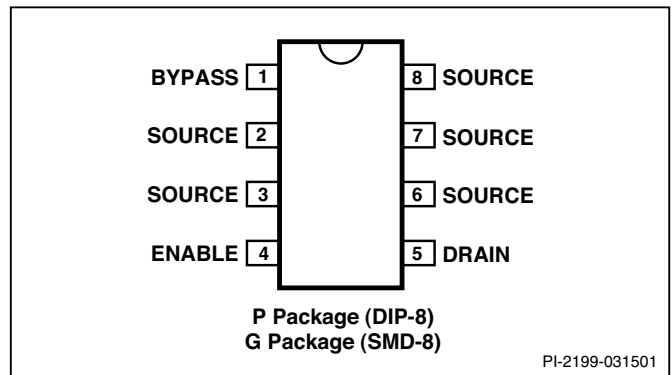 BYPASS 1 8 SOURCE
SOURCE 2 7 SOURCE
SOURCE 3 6 SOURCE
ENABLE 4 5 DRAIN
P Package (DIP-8)
G Package (SMD-8)
PI-2199-031501